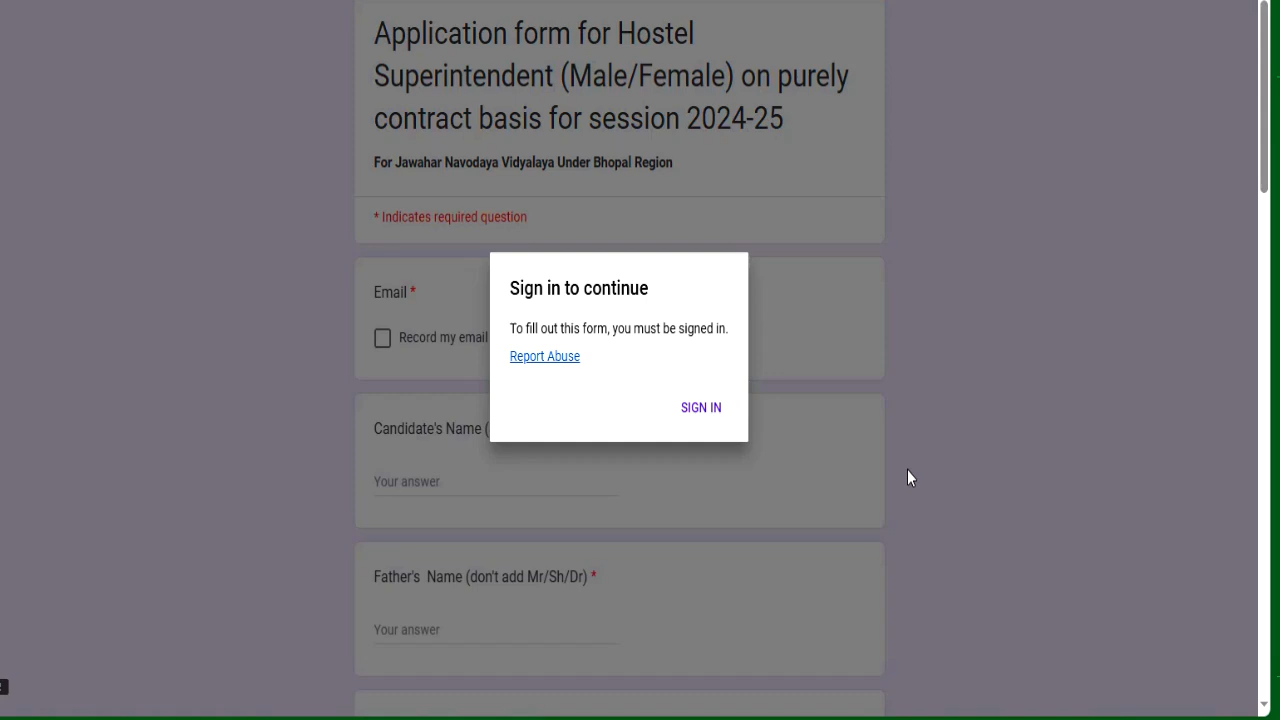 Application form for Hostel
Superintendent (Male/Female) on purely
contract basis for session 2024-25
For Jawahar Navodaya Vidyalaya Under Bhopal Region
* Indicates required question
Email *
Record my email
Sign in to continue
To fill out this form, you must be signed in.
Report Abuse
SIGN IN
Candidate's Name (
Your answer
Father's Name (don't add Mr/Sh/Dr) *
Your answer